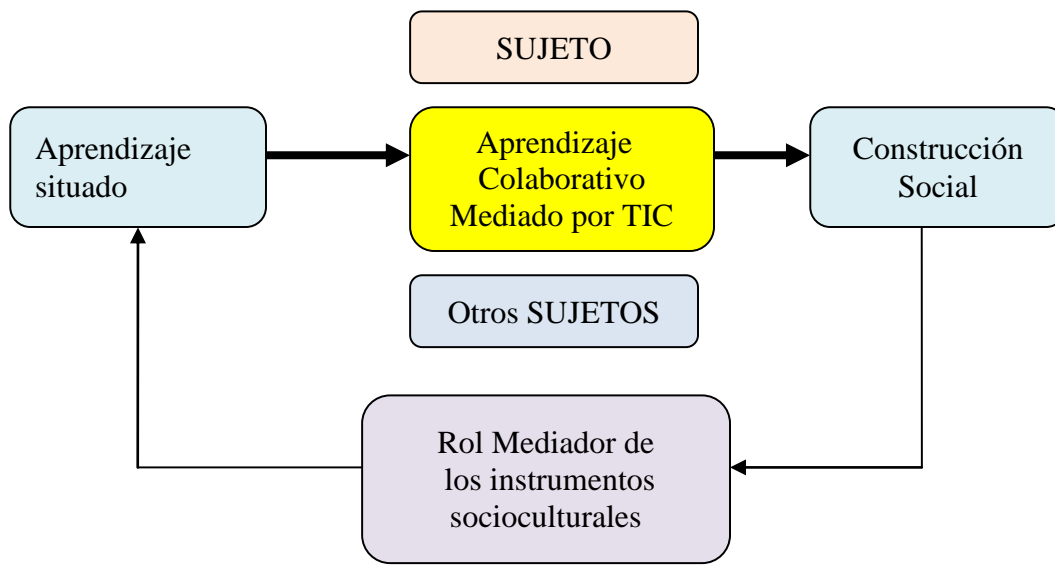 SUJETO
Aprendizaje
situado
Aprendizaje
Colaborativo
Mediado por TIC
Construcción
Social
Otros SUJETOS
Rol Mediador de
los instrumentos
socioculturales